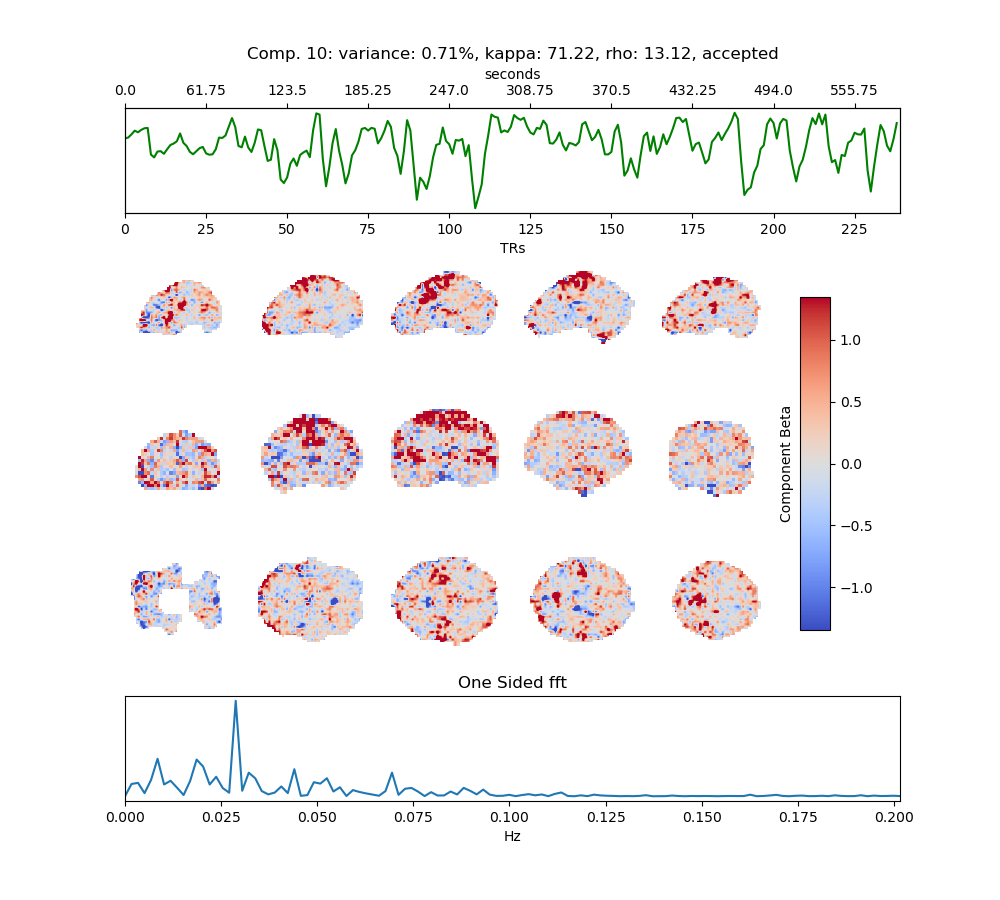 Comp. 10: variance: 0.71%, kappa: 71.22, rho: 13.12, accepted
seconds
0.0 61.75 123.5 185.25 247.0 308.75 370.5 432.25 494.0 555.75
0 25 50 75 100 125 150 175 200 225
TRs
1.0
0.5
0.0
−0.5
−1.0
Component Beta
One Sided fft
0.000 0.025 0.050 0.075 0.100 0.125 0.150 0.175 0.200
Hz